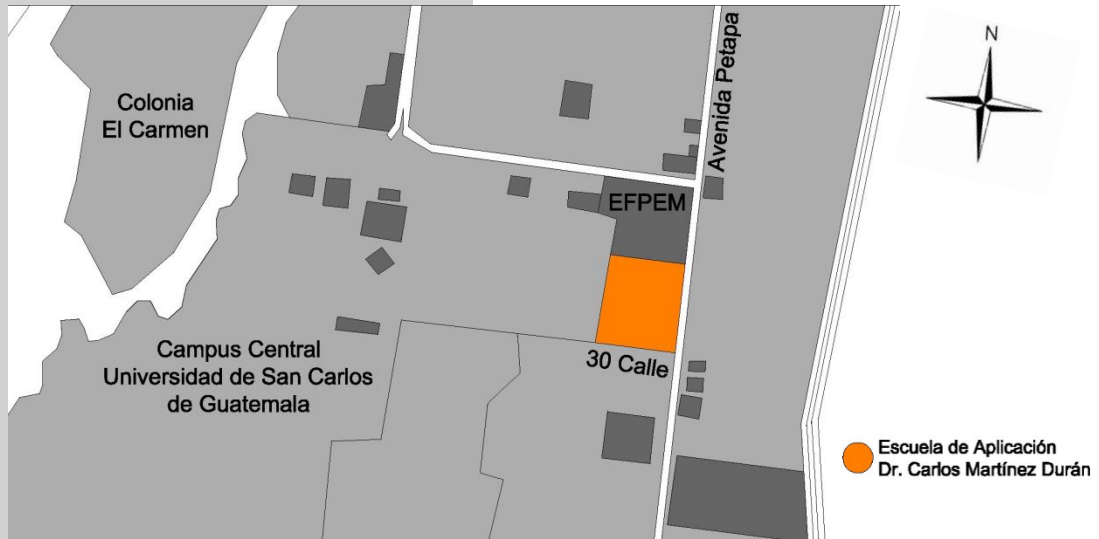 N
Colonia
El Carmen
Avenida Petapa
EFPEM
Campus Central
Universidad de San Carlos
de Guatemala
30 Calle
Escuela de Aplicación
Dr. Carlos Martínez Durán